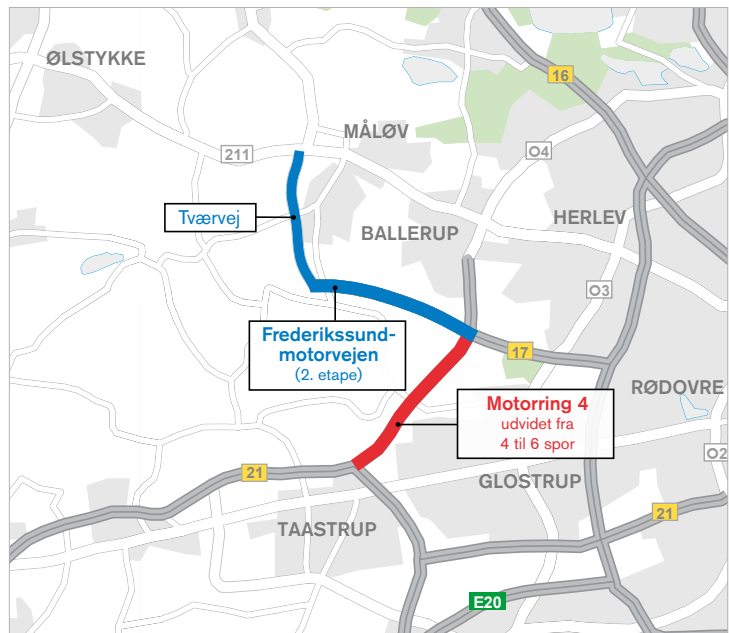 ØLSTYKKE
16
MÅLØV
211
O4
Tværvej
HERLEV
BALLERUP
O3
Frederikssund-
motorvejen
(2. etape)
17
RØDOVRE
Motorring 4
udvidet fra
4 til 6 spor
O2
21
GLOSTRUP
21
TAASTRUP
E20